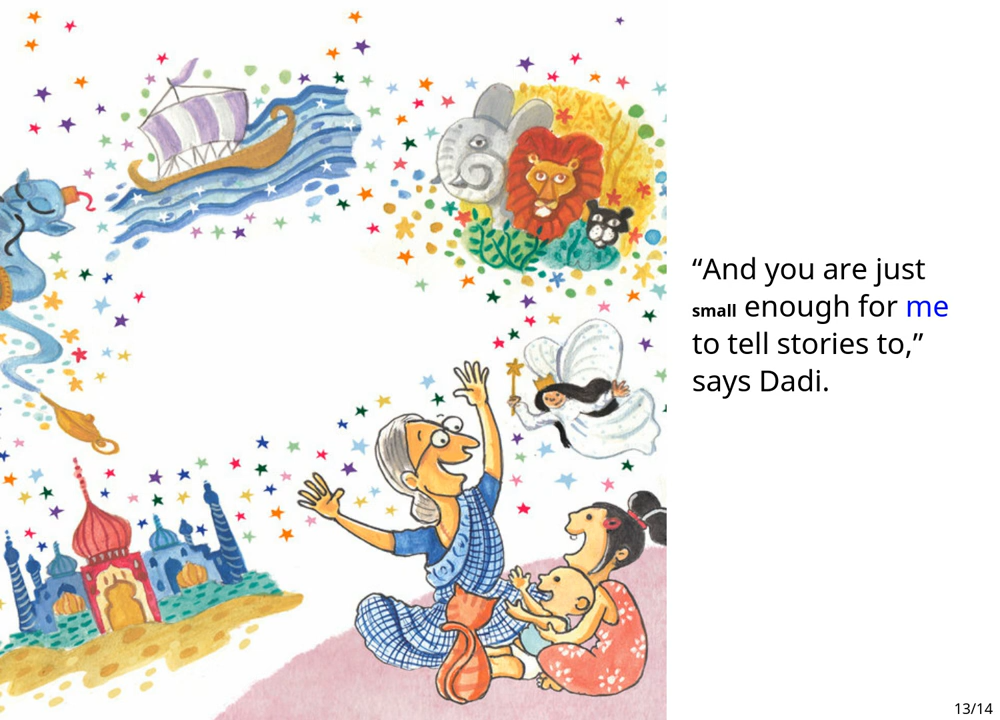 “And you are just
small enough for me
to tell stories to,”
says Dadi.
13/14